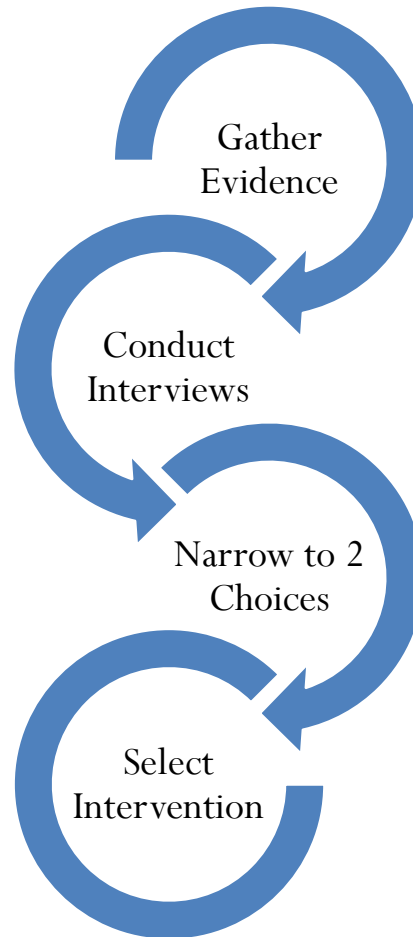 Gather
Evidence
Conduct
Interviews
Narrow to 2
Choices
Select
Intervention